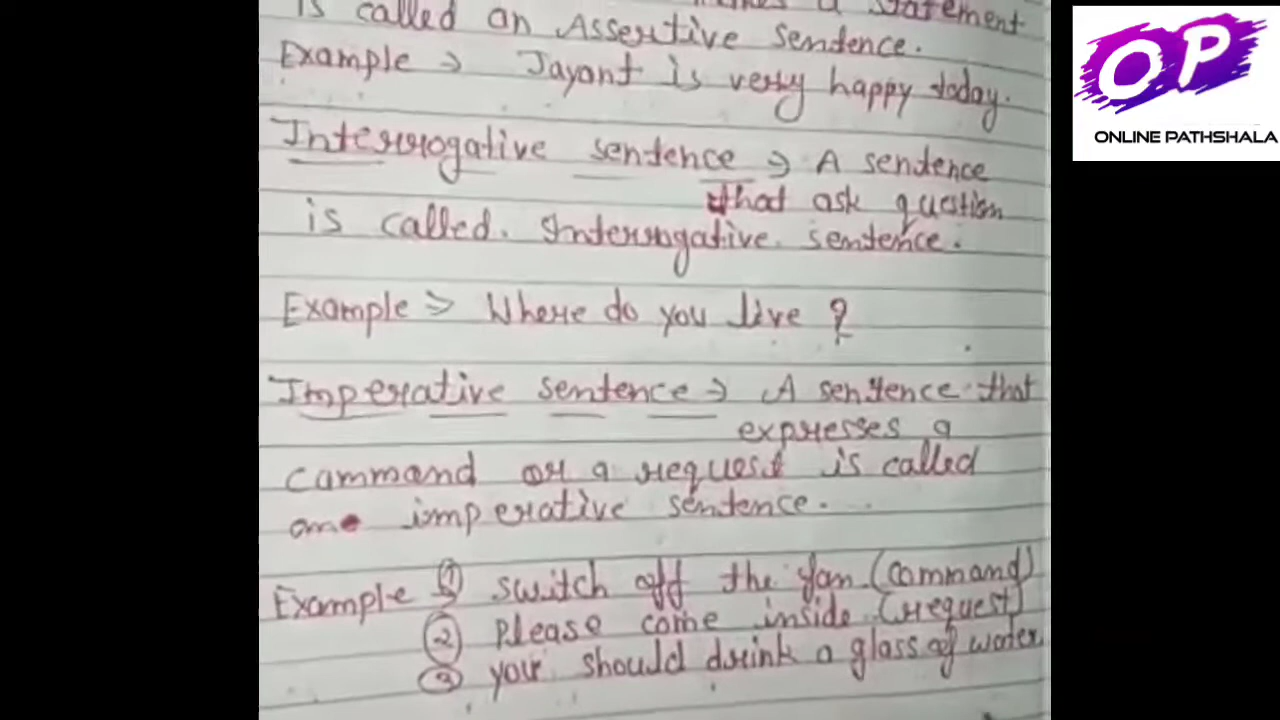 a statement
is called an Assertive sentence.
Example → Jayant is very happy today.
Interrogative sentence → A sentence
that ask question
is called. Interrogative sentence.
Example → Where do you live ?
Imperative sentence → A sentence that
expresses a
command or a request is called
an imperative sentence.
Example ① switch off the fan (command)
② Please come inside (request)
③ your should drink a glass of water
OP
ONLINE PATHSHALA